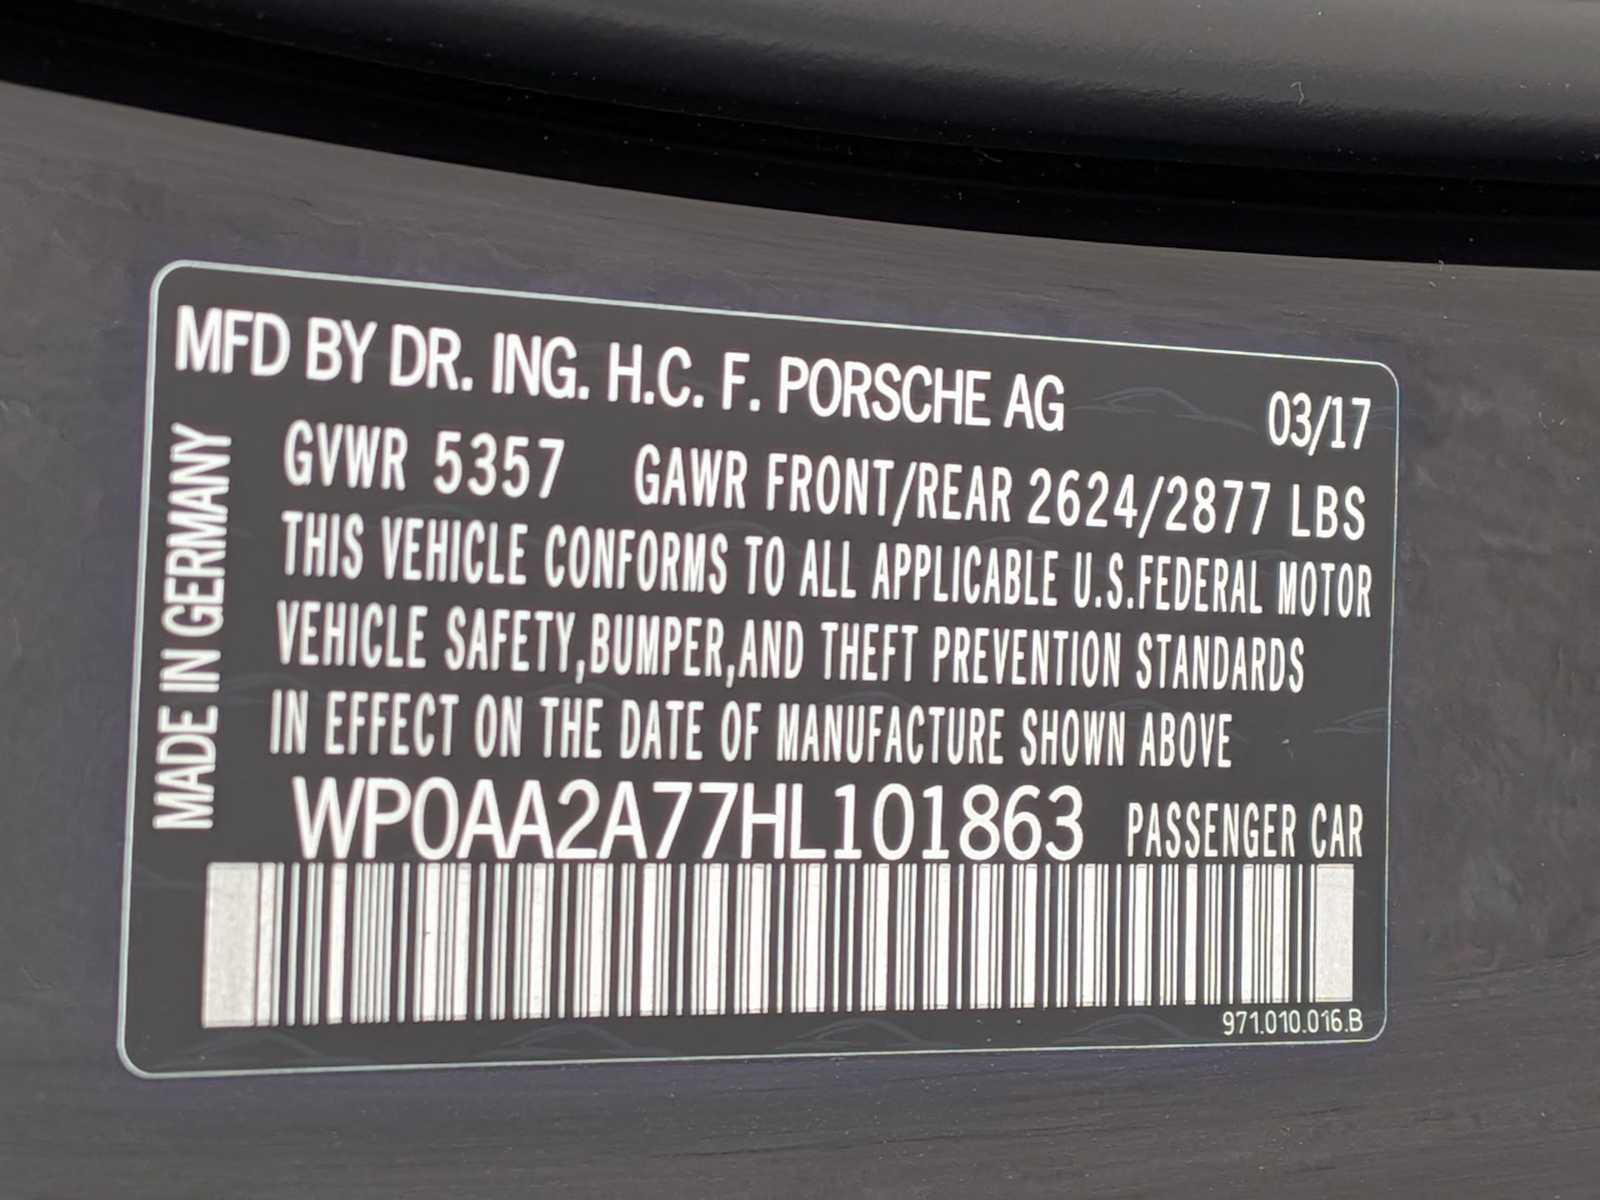 MFD BY DR. ING. H.C. F. PORSCHE AG 03/17
GVWR 5357 GAWR FRONT/REAR 2624/2877 LBS
THIS VEHICLE CONFORMS TO ALL APPLICABLE U.S.FEDERAL MOTOR
VEHICLE SAFETY,BUMPER,AND THEFT PREVENTION STANDARDS
IN EFFECT ON THE DATE OF MANUFACTURE SHOWN ABOVE
WP0AA2A77HL101863 PASSENGER CAR
971.010.016.B
MADE IN GERMANY